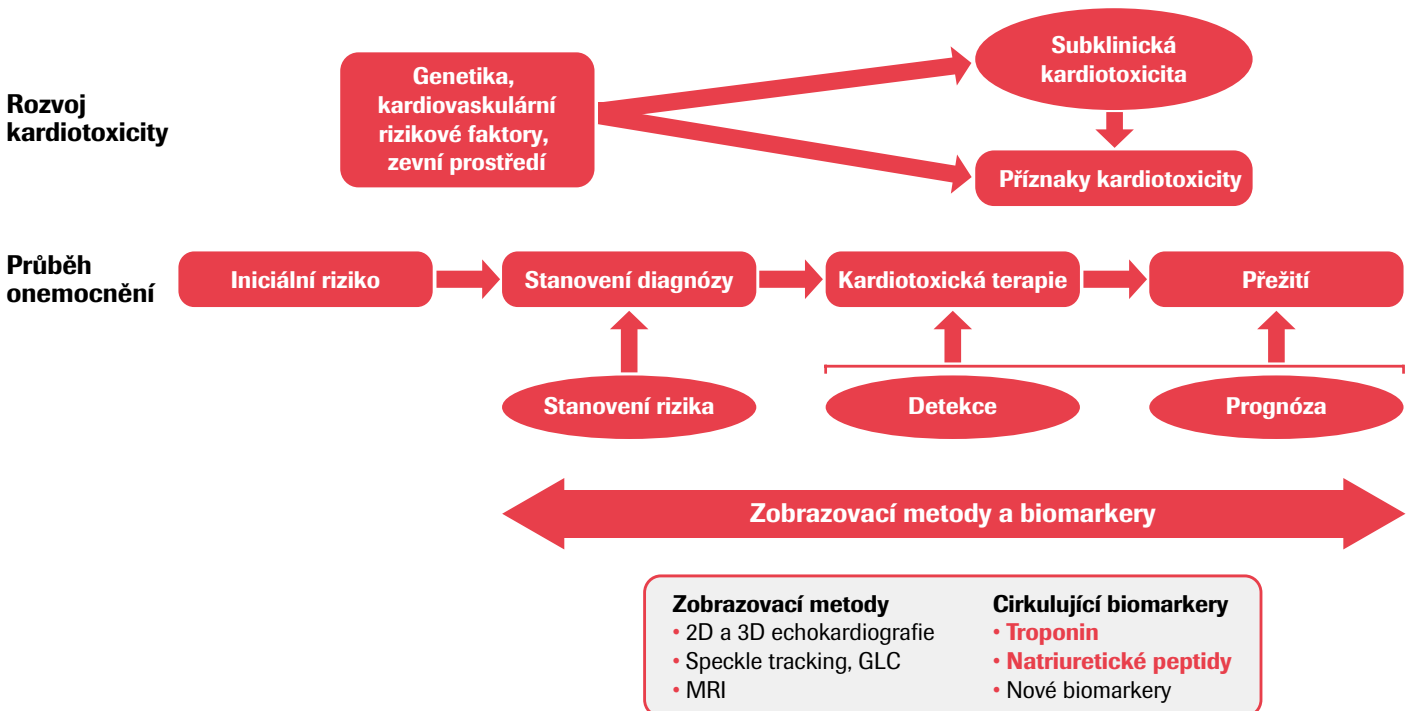 Rozvoj
kardiotoxicity
Genetika,
kardiovaskulární
rizikové faktory,
zevní prostředí
Subklinická
kardiotoxicita
Příznaky kardiotoxicity
Průběh
onemocnění
Iniciální riziko
Stanovení diagnózy
Kardiotoxická terapie
Přežití
Stanovení rizika
Detekce
Prognóza
Zobrazovací metody a biomarkery
Zobrazovací metody
• 2D a 3D echokardiografie
• Speckle tracking, GLC
• MRI
Cirkulující biomarkery
• Troponin
• Natriuretické peptidy
• Nové biomarkery